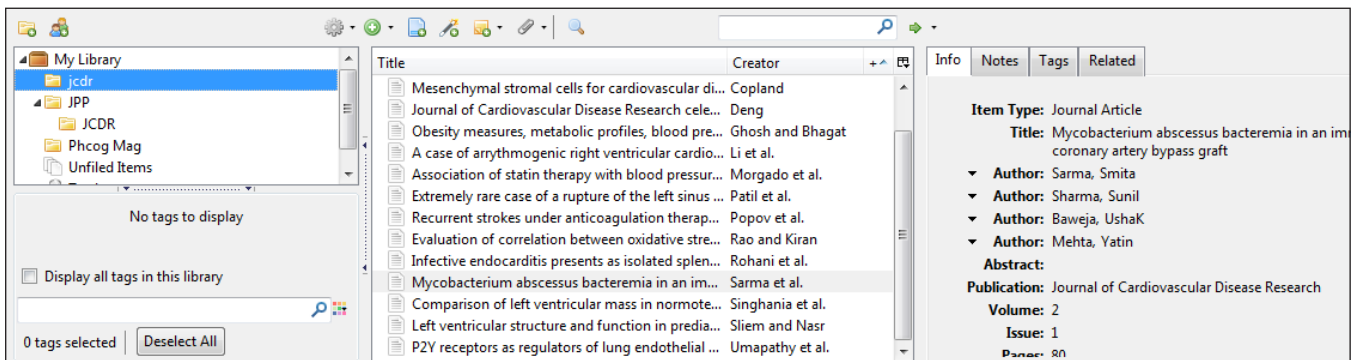 My Library
jcdr
JPP
JCDR
Phcog Mag
Unfiled Items
No tags to display
Display all tags in this library
0 tags selected
Deselect All
Title Creator
Mesenchymal stromal cells for cardiovascular di... Copland
Journal of Cardiovascular Disease Research cele... Deng
Obesity measures, metabolic profiles, blood pre... Ghosh and Bhagat
A case of arrythmogenic right ventricular cardio... Li et al.
Association of statin therapy with blood pressur... Morgado et al.
Extremely rare case of a rupture of the left sinus ... Patil et al.
Recurrent strokes under anticoagulation therap... Popov et al.
Evaluation of correlation between oxidative stre... Rao and Kiran
Infective endocarditis presents as isolated splen... Rohani et al.
Mycobacterium abscessus bacteremia in an im... Sarma et al.
Comparison of left ventricular mass in normote... Singhania et al.
Left ventricular structure and function in predia... Sliem and Nasr
P2Y receptors as regulators of lung endothelial ... Umapathy et al.
Info Notes Tags Related
Item Type: Journal Article
Title: Mycobacterium abscessus bacteremia in an im
coronary artery bypass graft
Author: Sarma, Smita
Author: Sharma, Sunil
Author: Baweja, UshaK
Author: Mehta, Yatin
Abstract:
Publication: Journal of Cardiovascular Disease Research
Volume: 2
Issue: 1
Pages: 80